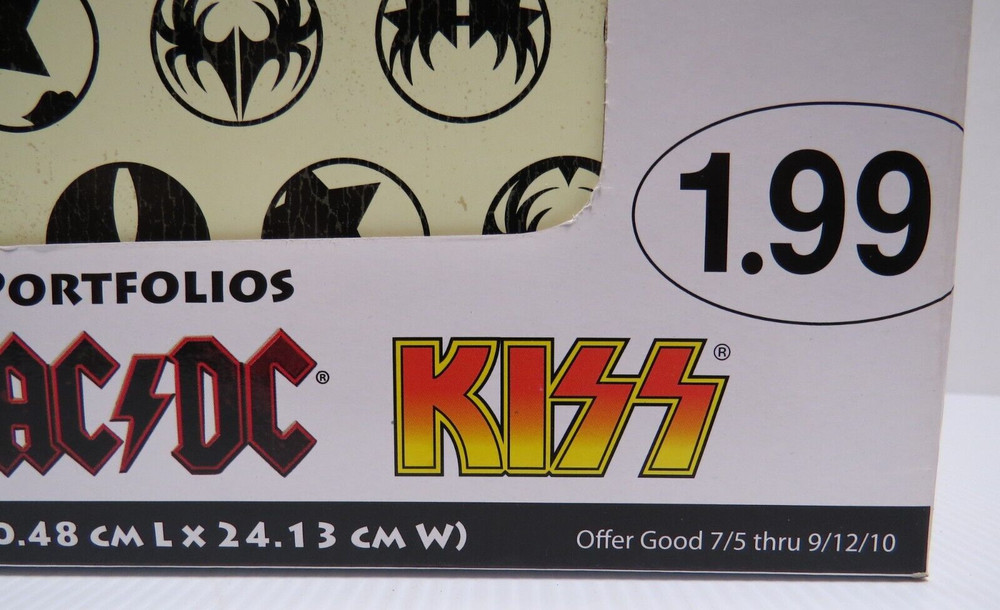 1.99
PORTFOLIOS
AC/DC® KISS®
0.48 CM L X 24.13 CM W)
Offer Good 7/5 thru 9/12/10